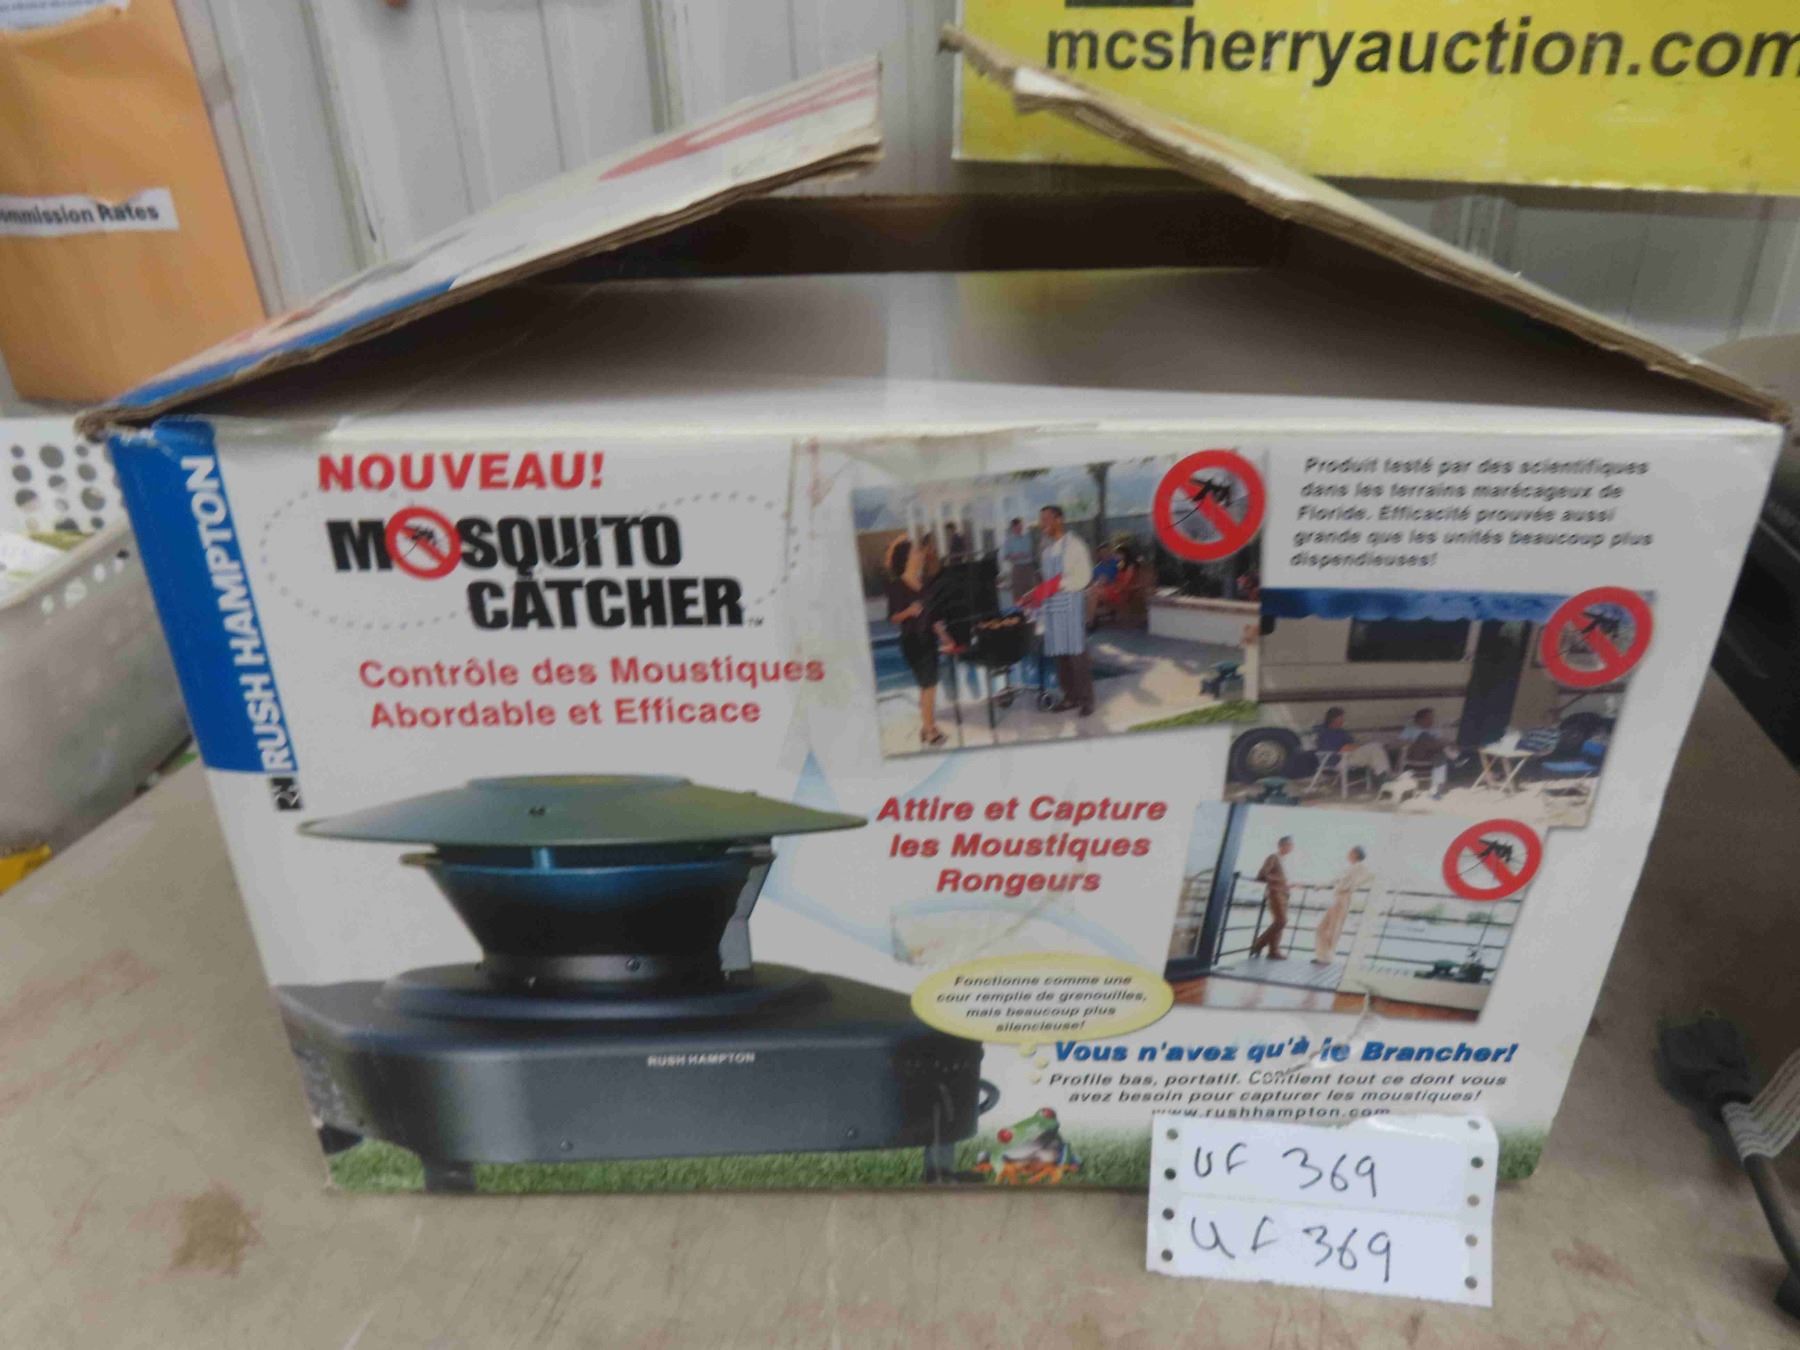 mcsherryauction.com
Commission Rates
RUSH HAMPTON
NOUVEAU!
MOSQUITO
CATCHER™
Contrôle des Moustiques
Abordable et Efficace
Produit testé par des scientifiques
dans les terrains marécageux de
Floride. Efficacité prouvée aussi
grande que les unités beaucoup plus
dispendieuses!
Attire et Capture
les Moustiques
Rongeurs
Fonctionne comme une
cour remplie de grenouilles,
mais beaucoup plus
silencieuse!
RUSH HAMPTON
Vous n'avez qu'à le Brancher!
Profile bas, portatif. Contient tout ce dont vous
avez besoin pour capturer les moustiques!
www.rushhampton.com
UF 369
UF 369